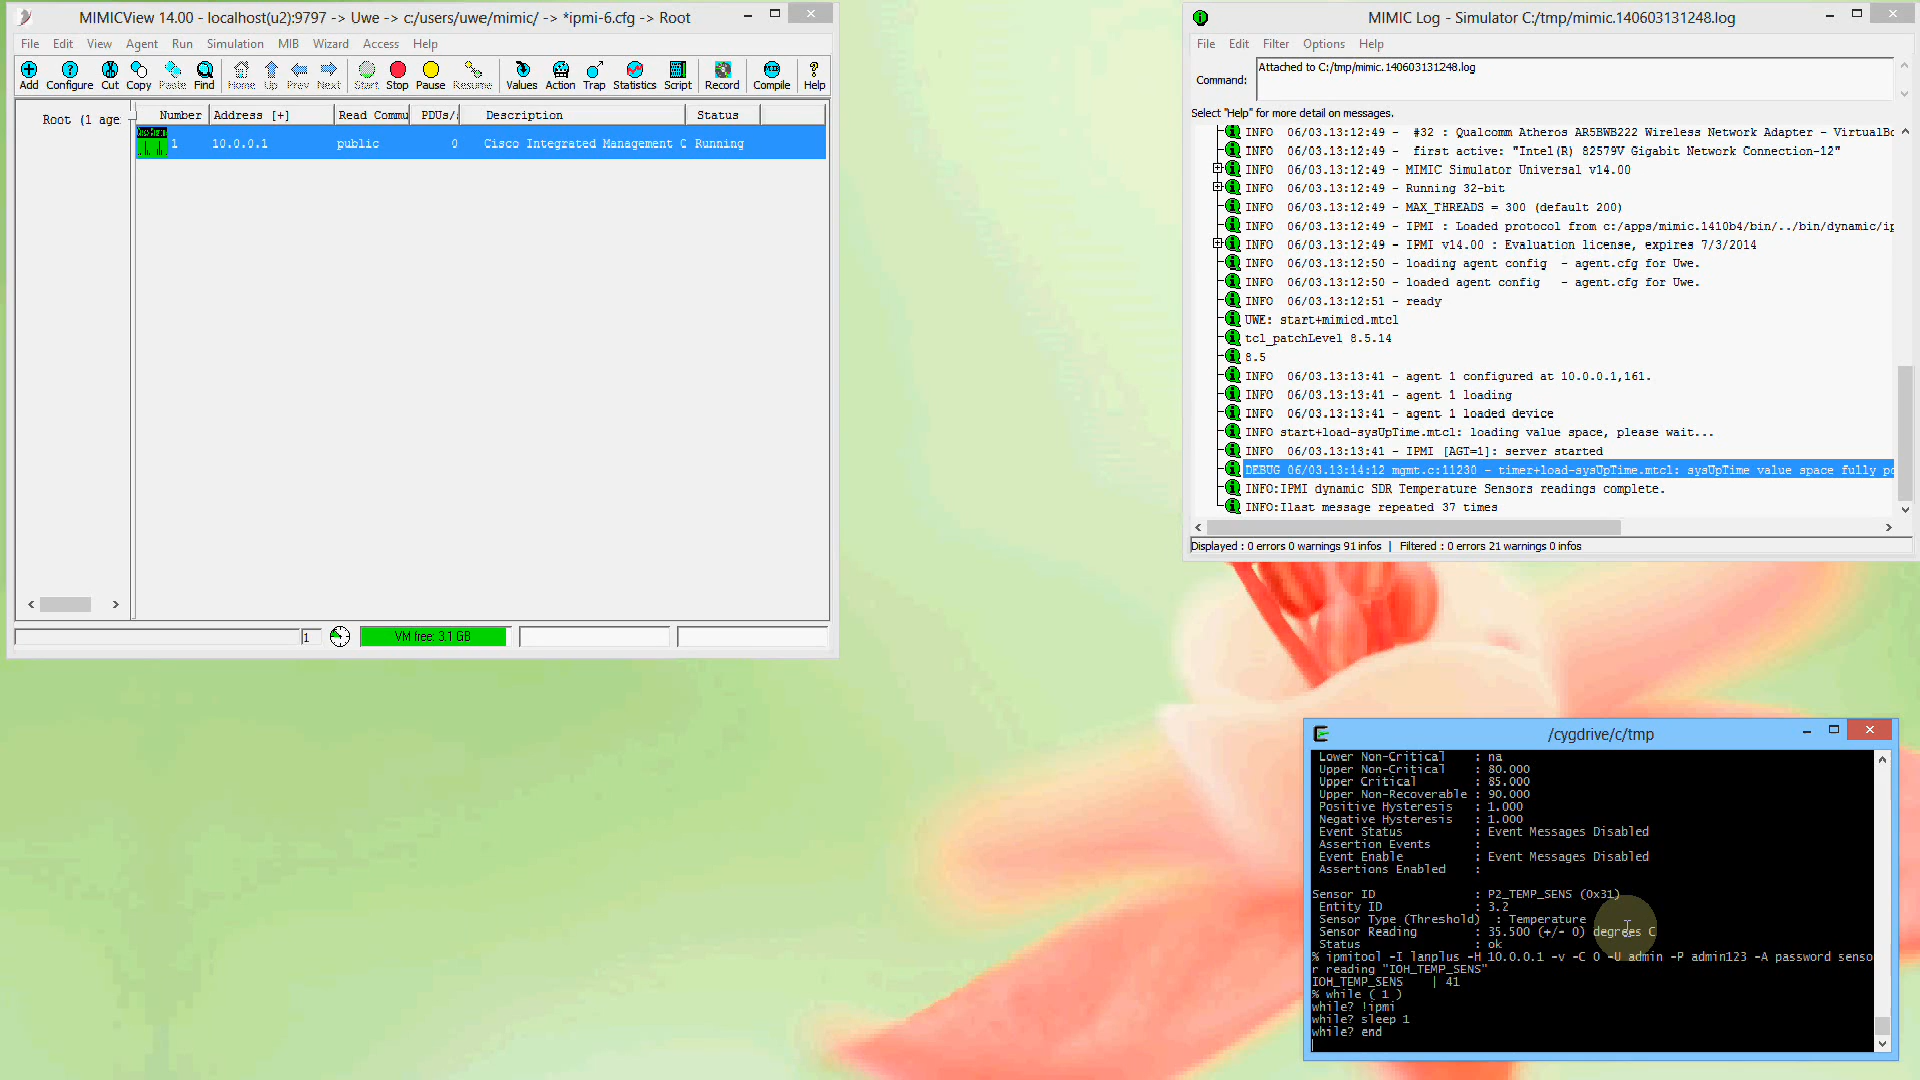 MIMICView 14.00 - localhost(u2):9797 -> Uwe -> c:/users/uwe/mimic/ -> *ipmi-6.cfg -> Root
File Edit View Agent Run Simulation MIB Wizard Access Help
Add Configure Cut Copy Paste Find Home Up Prev Next Start Stop Pause Resume Values Action Trap Statistics Script Record Compile Help
Root (1 age
Number Address [+] Read Commu PDUs/ Description Status
1 10.0.0.1 public 0 Cisco Integrated Management C Running
1
VM free: 3.1 GB
MIMIC Log - Simulator C:/tmp/mimic.140603131248.log
File Edit Filter Options Help
Command: Attached to C:/tmp/mimic.140603131248.log
Select "Help" for more detail on messages.
INFO 06/03.13:12:49 - #32 : Qualcomm Atheros AR5BWB222 Wireless Network Adapter - VirtualBo
INFO 06/03.13:12:49 - first active: "Intel(R) 82579V Gigabit Network Connection-12"
INFO 06/03.13:12:49 - MIMIC Simulator Universal v14.00
INFO 06/03.13:12:49 - Running 32-bit
INFO 06/03.13:12:49 - MAX_THREADS = 300 (default 200)
INFO 06/03.13:12:49 - IPMI : Loaded protocol from c:/apps/mimic.1410b4/bin/../bin/dynamic/ip
INFO 06/03.13:12:49 - IPMI v14.00 : Evaluation license, expires 7/3/2014
INFO 06/03.13:12:50 - loading agent config - agent.cfg for Uwe.
INFO 06/03.13:12:50 - loaded agent config - agent.cfg for Uwe.
INFO 06/03.13:12:51 - ready
UWE: start+mimicd.mtcl
tcl_patchLevel 8.5.14
8.5
INFO 06/03.13:13:41 - agent 1 configured at 10.0.0.1,161.
INFO 06/03.13:13:41 - agent 1 loading
INFO 06/03.13:13:41 - agent 1 loaded device
INFO start+load-sysUpTime.mtcl: loading value space, please wait...
INFO 06/03.13:13:41 - IPMI [AGT=1]: server started
DEBUG 06/03.13:14:12 mgmt.c:11230 - timer+load-sysUpTime.mtcl: sysUpTime value space fully po
INFO:IPMI dynamic SDR Temperature Sensors readings complete.
INFO:Ilast message repeated 37 times
Displayed : 0 errors 0 warnings 91 infos | Filtered : 0 errors 21 warnings 0 infos
/cygdrive/c/tmp
Lower Non-Critical : na
Upper Non-Critical : 80.000
Upper Critical : 85.000
Upper Non-Recoverable : 90.000
Positive Hysteresis : 1.000
Negative Hysteresis : 1.000
Event Status : Event Messages Disabled
Assertion Events :
Event Enable : Event Messages Disabled
Assertions Enabled :
Sensor ID : P2_TEMP_SENS (0x31)
Entity ID : 3.2
Sensor Type (Threshold) : Temperature
Sensor Reading : 35.500 (+/- 0) degrees C
Status : ok
% ipmitool -I lanplus -H 10.0.0.1 -v -C 0 -U admin -P admin123 -A password senso
r reading "IOH_TEMP_SENS"
IOH_TEMP_SENS | 41
% while ( 1 )
while? !ipmi
while? sleep 1
while? end